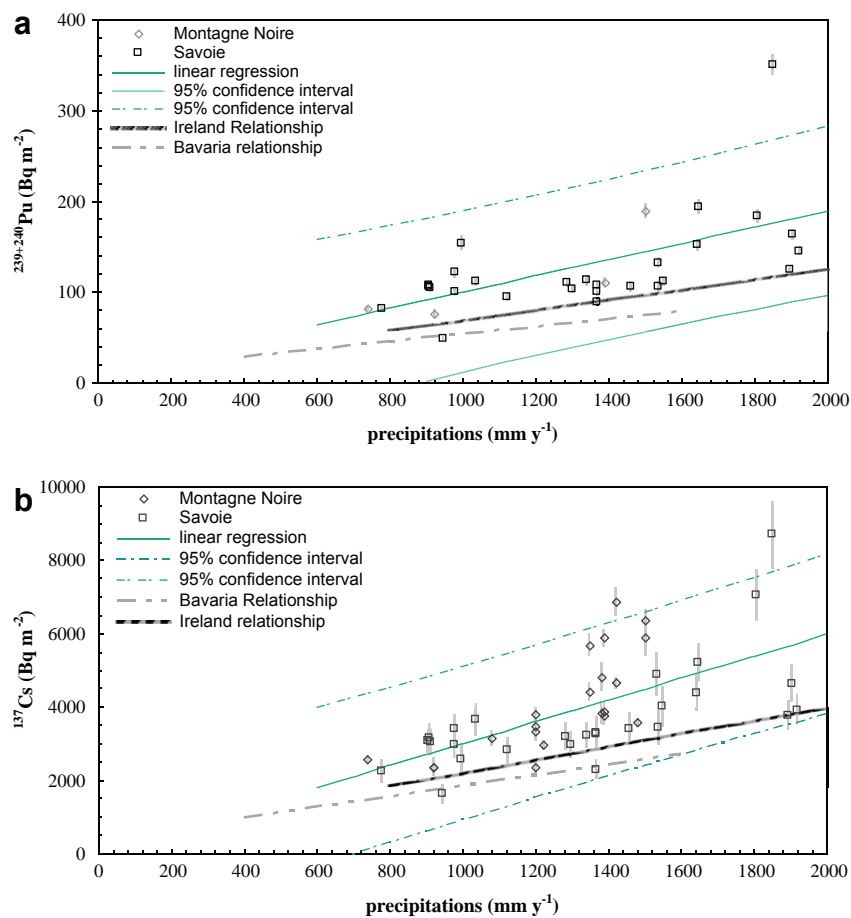 a
400
300
200
100
0
239+240Pu (Bq m-2)
Montagne Noire
Savoie
linear regression
95% confidence interval
95% confidence interval
Ireland Relationship
Bavaria relationship
0 200 400 600 800 1000 1200 1400 1600 1800 2000
precipitations (mm y-1)
b
10000
8000
6000
4000
2000
0
137Cs (Bq m-2)
Montagne Noire
Savoie
linear regression
95% confidence interval
95% confidence interval
Bavaria Relationship
Ireland relationship
0 200 400 600 800 1000 1200 1400 1600 1800 2000
precipitations (mm y-1)